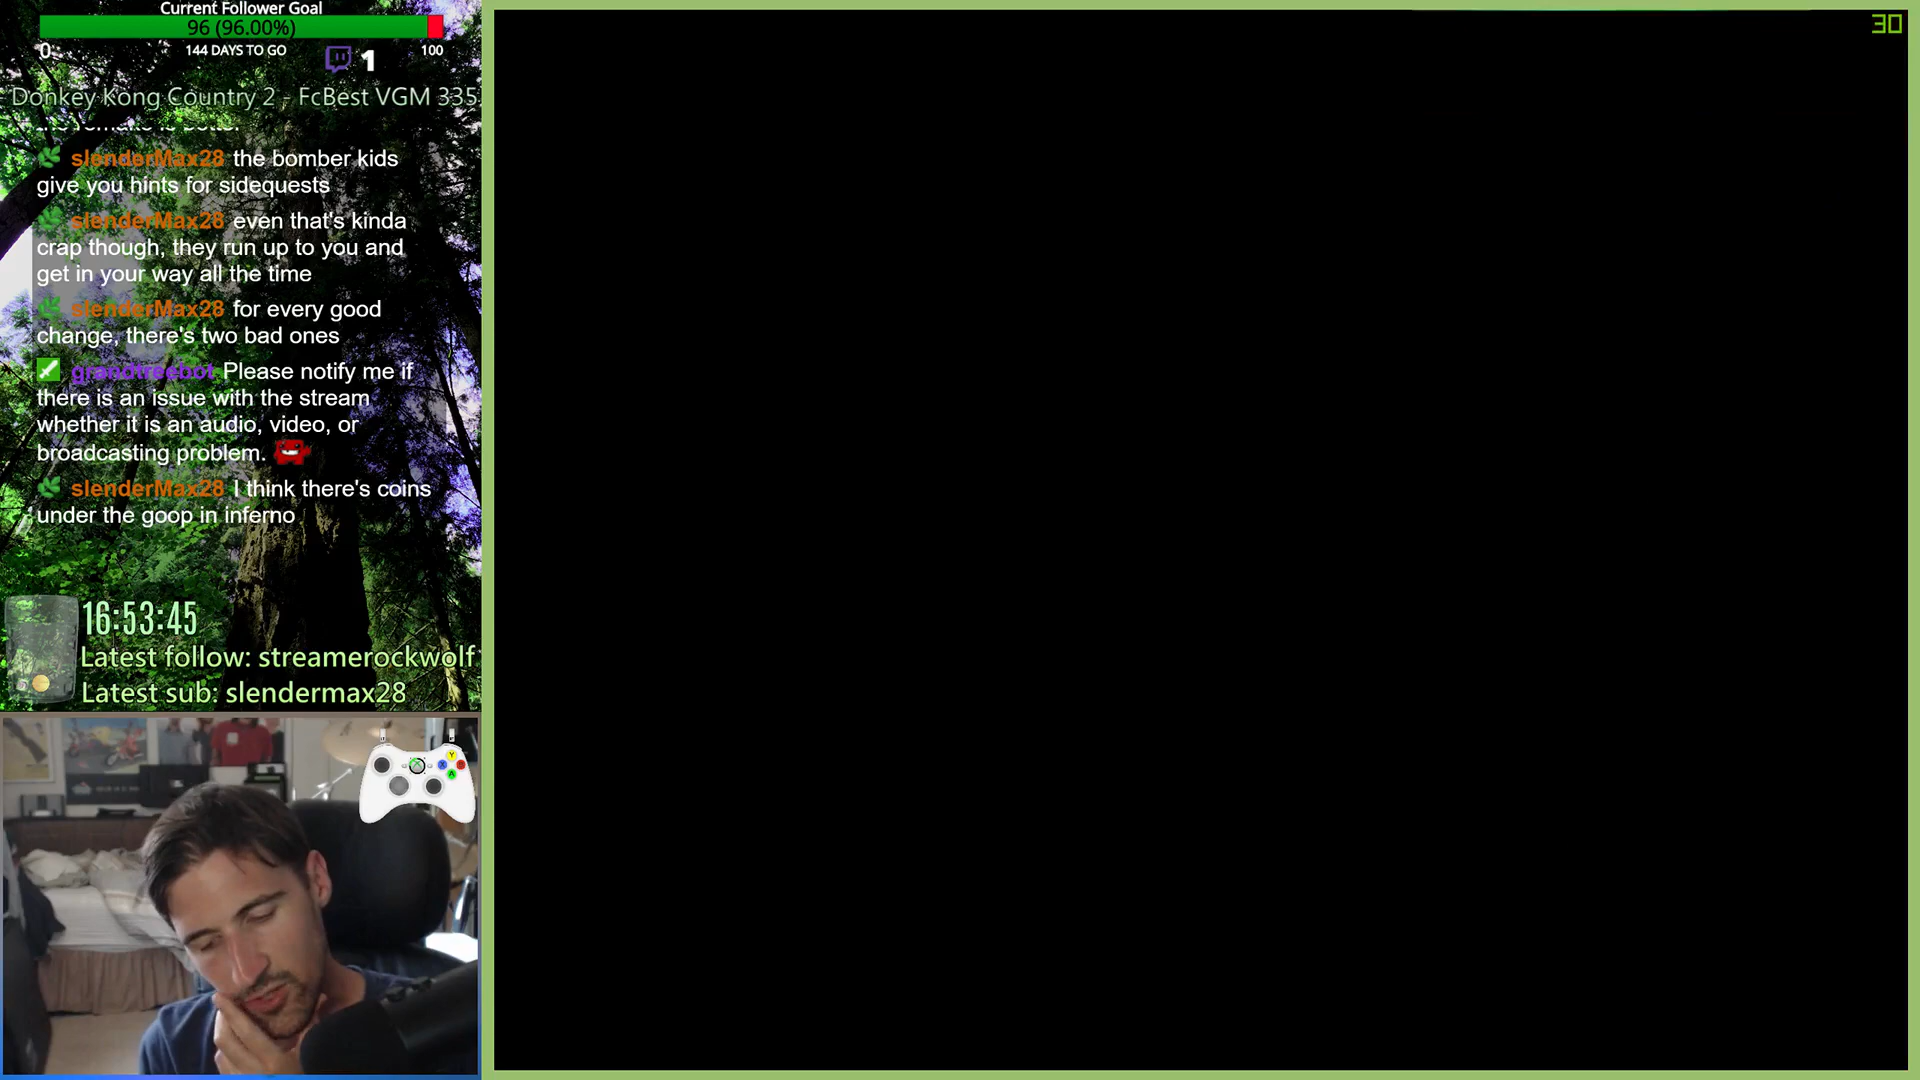 Current Follower Goal
96 (96.00%)
0
144 DAYS TO GO
100
1
Donkey Kong Country 2 - FcBest VGM 335
slenderMax28 the bomber kids
give you hints for sidequests
slenderMax28 even that's kinda
crap though, they run up to you and
get in your way all the time
slenderMax28 for every good
change, there's two bad ones
grandtreebot Please notify me if
there is an issue with the stream
whether it is an audio, video, or
broadcasting problem.
slenderMax28 I think there's coins
under the goop in inferno
16:53:45
Latest follow: streamerockwolf
Latest sub: slendermax28
Y
X
B
A
30